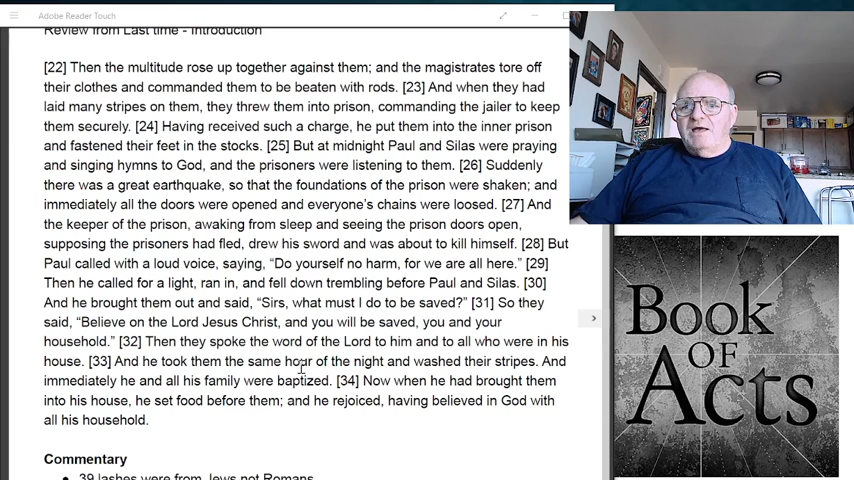 Adobe Reader Touch
Review from Last time - Introduction
[22] Then the multitude rose up together against them; and the magistrates tore off
their clothes and commanded them to be beaten with rods. [23] And when they had
laid many stripes on them, they threw them into prison, commanding the jailer to keep
them securely. [24] Having received such a charge, he put them into the inner prison
and fastened their feet in the stocks. [25] But at midnight Paul and Silas were praying
and singing hymns to God, and the prisoners were listening to them. [26] Suddenly
there was a great earthquake, so that the foundations of the prison were shaken; and
immediately all the doors were opened and everyone's chains were loosed. [27] And
the keeper of the prison, awaking from sleep and seeing the prison doors open,
supposing the prisoners had fled, drew his sword and was about to kill himself. [28] But
Paul called with a loud voice, saying, “Do yourself no harm, for we are all here.” [29]
Then he called for a light, ran in, and fell down trembling before Paul and Silas. [30]
And he brought them out and said, “Sirs, what must I do to be saved?” [31] So they
said, “Believe on the Lord Jesus Christ, and you will be saved, you and your
household.” [32] Then they spoke the word of the Lord to him and to all who were in his
house. [33] And he took them the same hour of the night and washed their stripes. And
immediately he and all his family were baptized. [34] Now when he had brought them
into his house, he set food before them; and he rejoiced, having believed in God with
all his household.
Commentary
• 39 lashes were from Jews not Romans
Book
OF
Acts